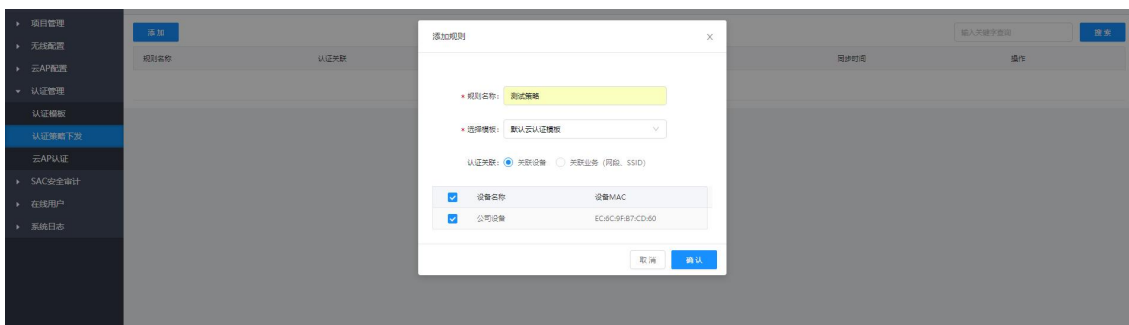 项目管理
无线配置
云AP配置
认证管理
认证模板
认证策略下发
云AP认证
SAC安全审计
在线用户
系统日志
添加
输入关键字查询
搜索
规则名称
认证关联
同步时间
操作
添加规则
* 规则名称: 测试策略
* 选择模板: 默认云认证模板
认证关联: 关联设备 关联业务 (网段、SSID)
设备名称 设备MAC
公司设备 EC:6C:9F:B7:CD:60
取消 确认